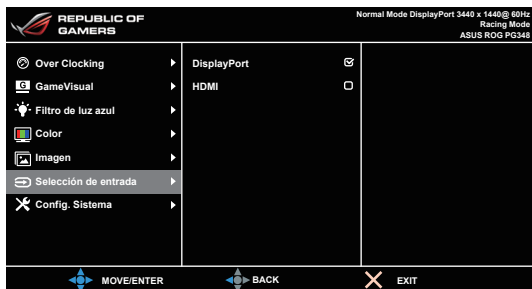 REPUBLIC OF
GAMERS
Normal Mode DisplayPort 3440 x 1440@ 60Hz
Racing Mode
ASUS ROG PG348
Over Clocking
G GameVisual
Filtro de luz azul
Color
Imagen
Selección de entrada
Config. Sistema
DisplayPort
HDMI
MOVE/ENTER
BACK
EXIT